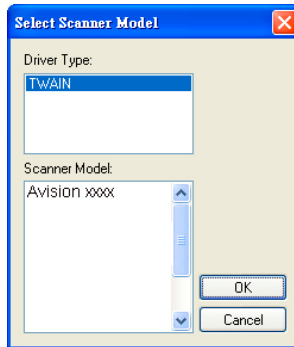 Select Scanner Model
Driver Type:
TWAIN
Scanner Model:
Avision xxxx
OK
Cancel